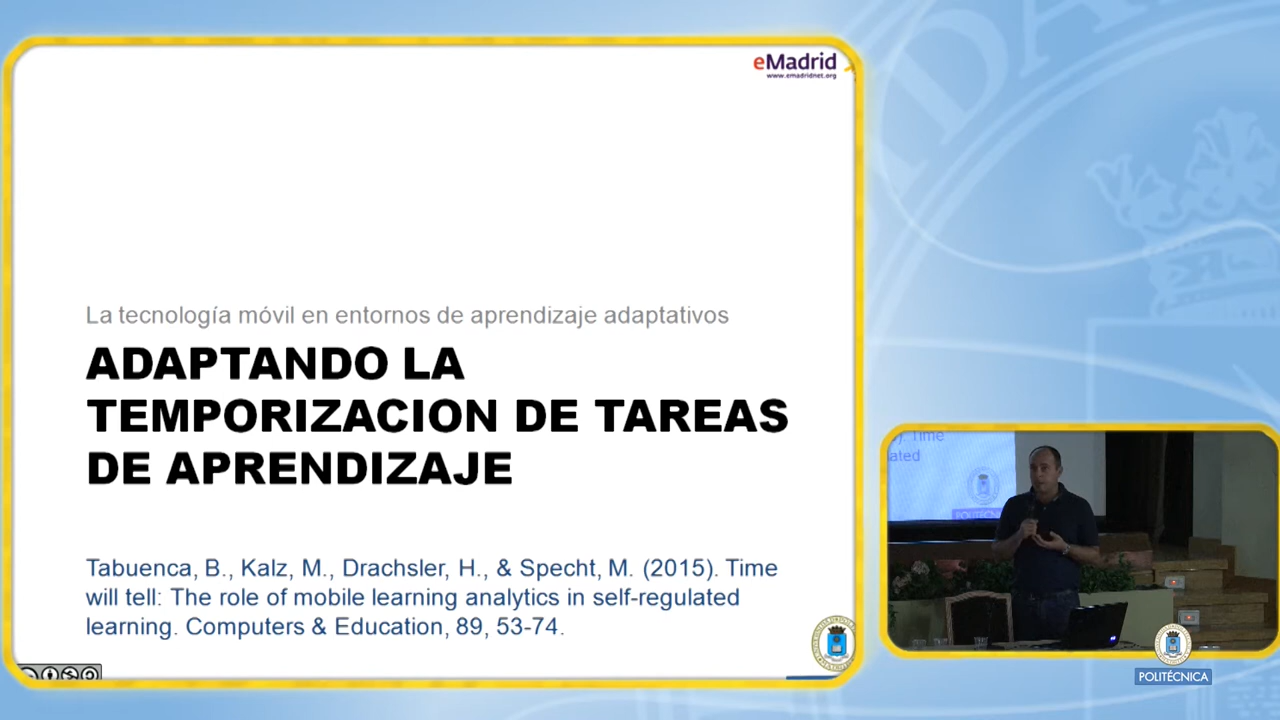 eMadrid
www.emadridnet.org
La tecnología móvil en entornos de aprendizaje adaptativos
ADAPTANDO LA
TEMPORIZACION DE TAREAS
DE APRENDIZAJE
Tabuenca, B., Kalz, M., Drachsler, H., & Specht, M. (2015). Time
will tell: The role of mobile learning analytics in self-regulated
learning. Computers & Education, 89, 53-74.
). Time
ated
POLITÉCNICA